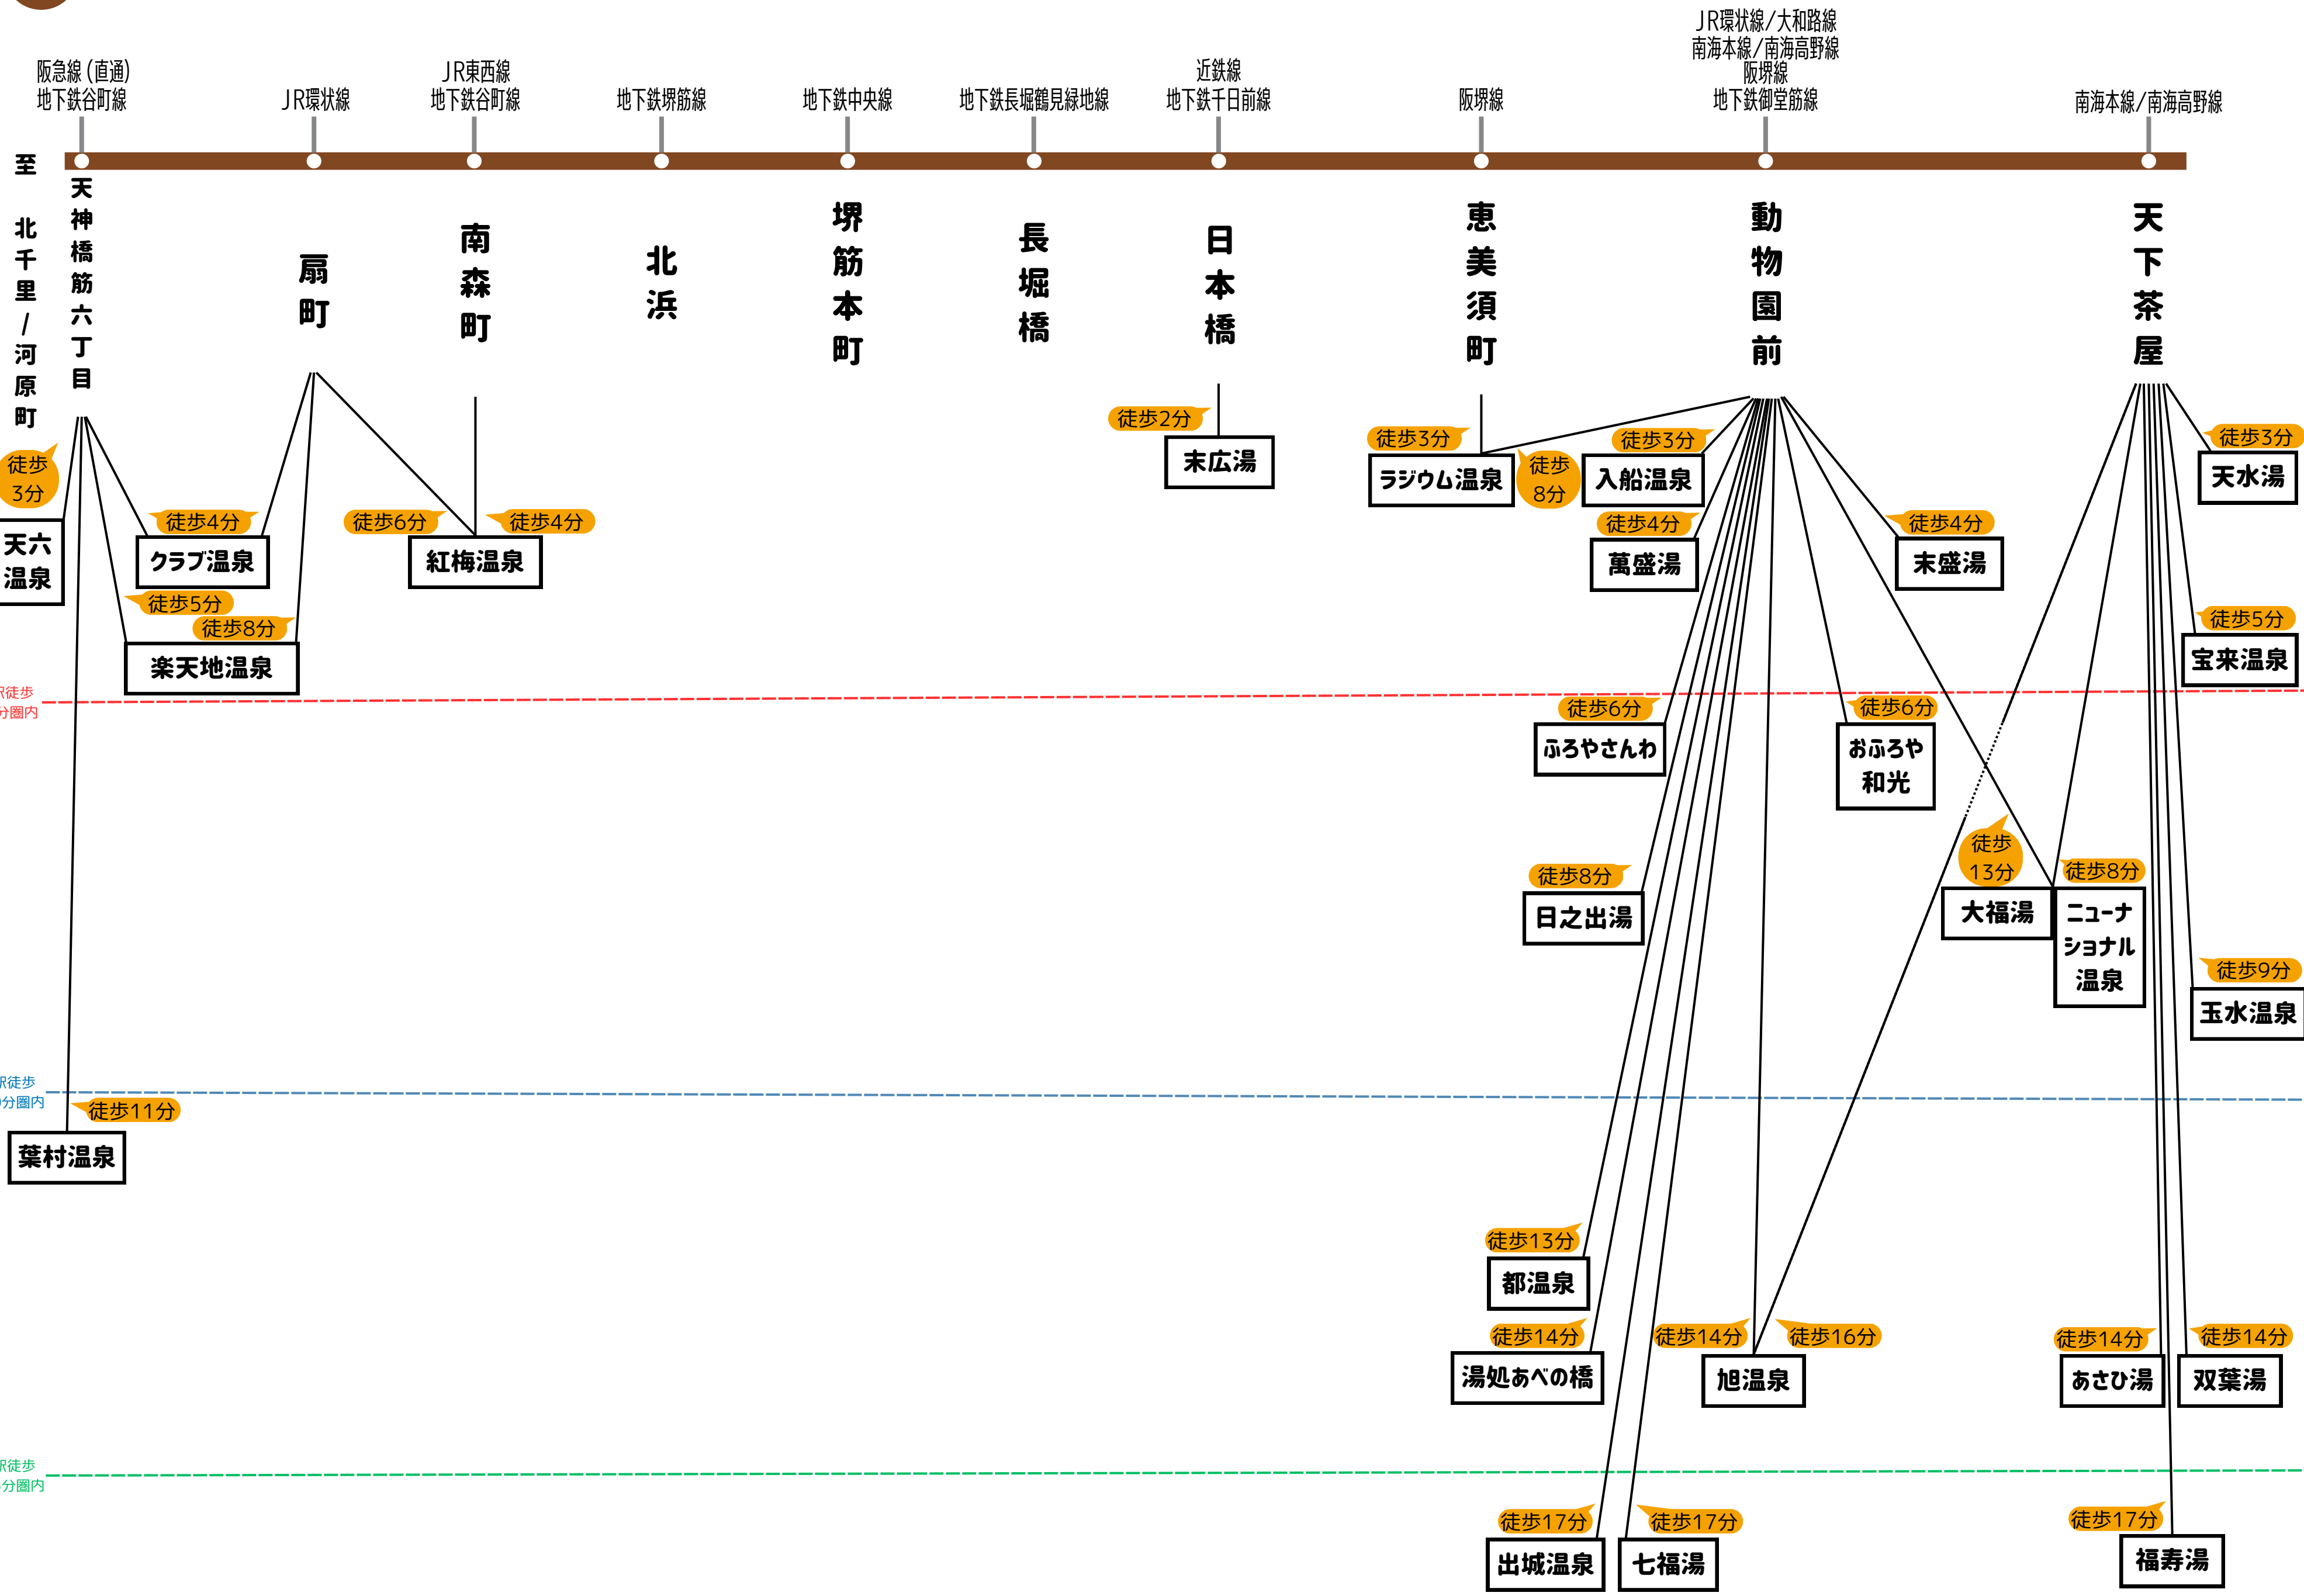 阪急線(直通)
地下鉄谷町線
JR環状線
JR東西線
地下鉄谷町線
地下鉄堺筋線
地下鉄中央線
地下鉄長堀鶴見緑地線
近鉄線
地下鉄千日前線
阪堺線
JR環状線/大和路線
南海本線/南海高野線
阪堺線
地下鉄御堂筋線
南海本線/南海高野線
至 北千里/河原町
天神橋筋六丁目
扇町
南森町
北浜
堺筋本町
長堀橋
日本橋
恵美須町
動物園前
天下茶屋
徒歩
3分
天六
温泉
徒歩4分
クラブ温泉
徒歩5分
徒歩8分
楽天地温泉
徒歩6分
徒歩4分
紅梅温泉
徒歩2分
末広湯
徒歩3分
ラジウム温泉
徒歩
8分
徒歩3分
入船温泉
徒歩4分
萬盛湯
徒歩4分
末盛湯
徒歩3分
天水湯
徒歩5分
宝来温泉
駅徒歩
分圏内
徒歩6分
ふろやさんわ
徒歩6分
おふろや
和光
徒歩8分
日之出湯
徒歩
13分
大福湯
徒歩8分
ニューナ
ショナル
温泉
徒歩9分
玉水温泉
駅徒歩
分圏内
徒歩11分
葉村温泉
徒歩13分
都温泉
徒歩14分
湯処あべの橋
徒歩14分
徒歩16分
旭温泉
徒歩14分
あさひ湯
徒歩14分
双葉湯
駅徒歩
分圏内
徒歩17分
出城温泉
徒歩17分
七福湯
徒歩17分
福寿湯